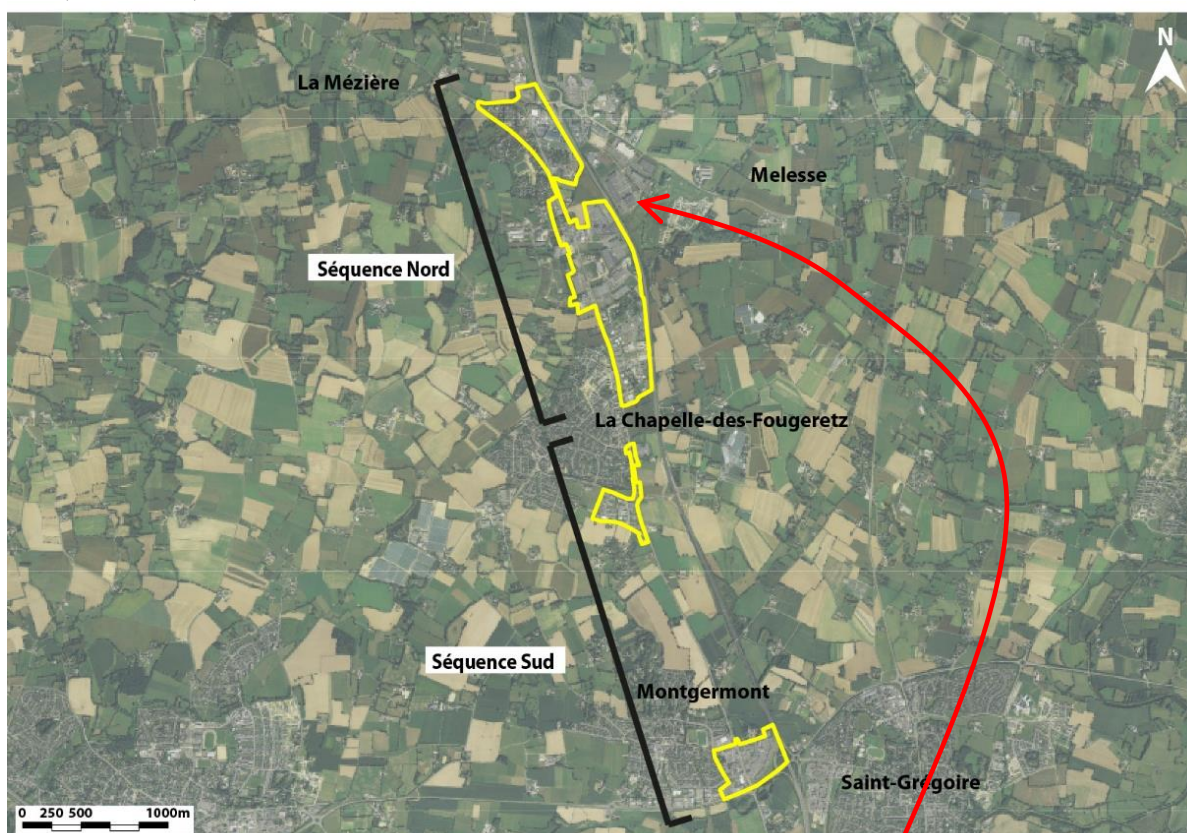 N
La Mézière
Melesse
Séquence Nord
La Chapelle-des-Fougeretz
Séquence Sud
Montgermont
Saint-Grégoire
0 250 500 1000m